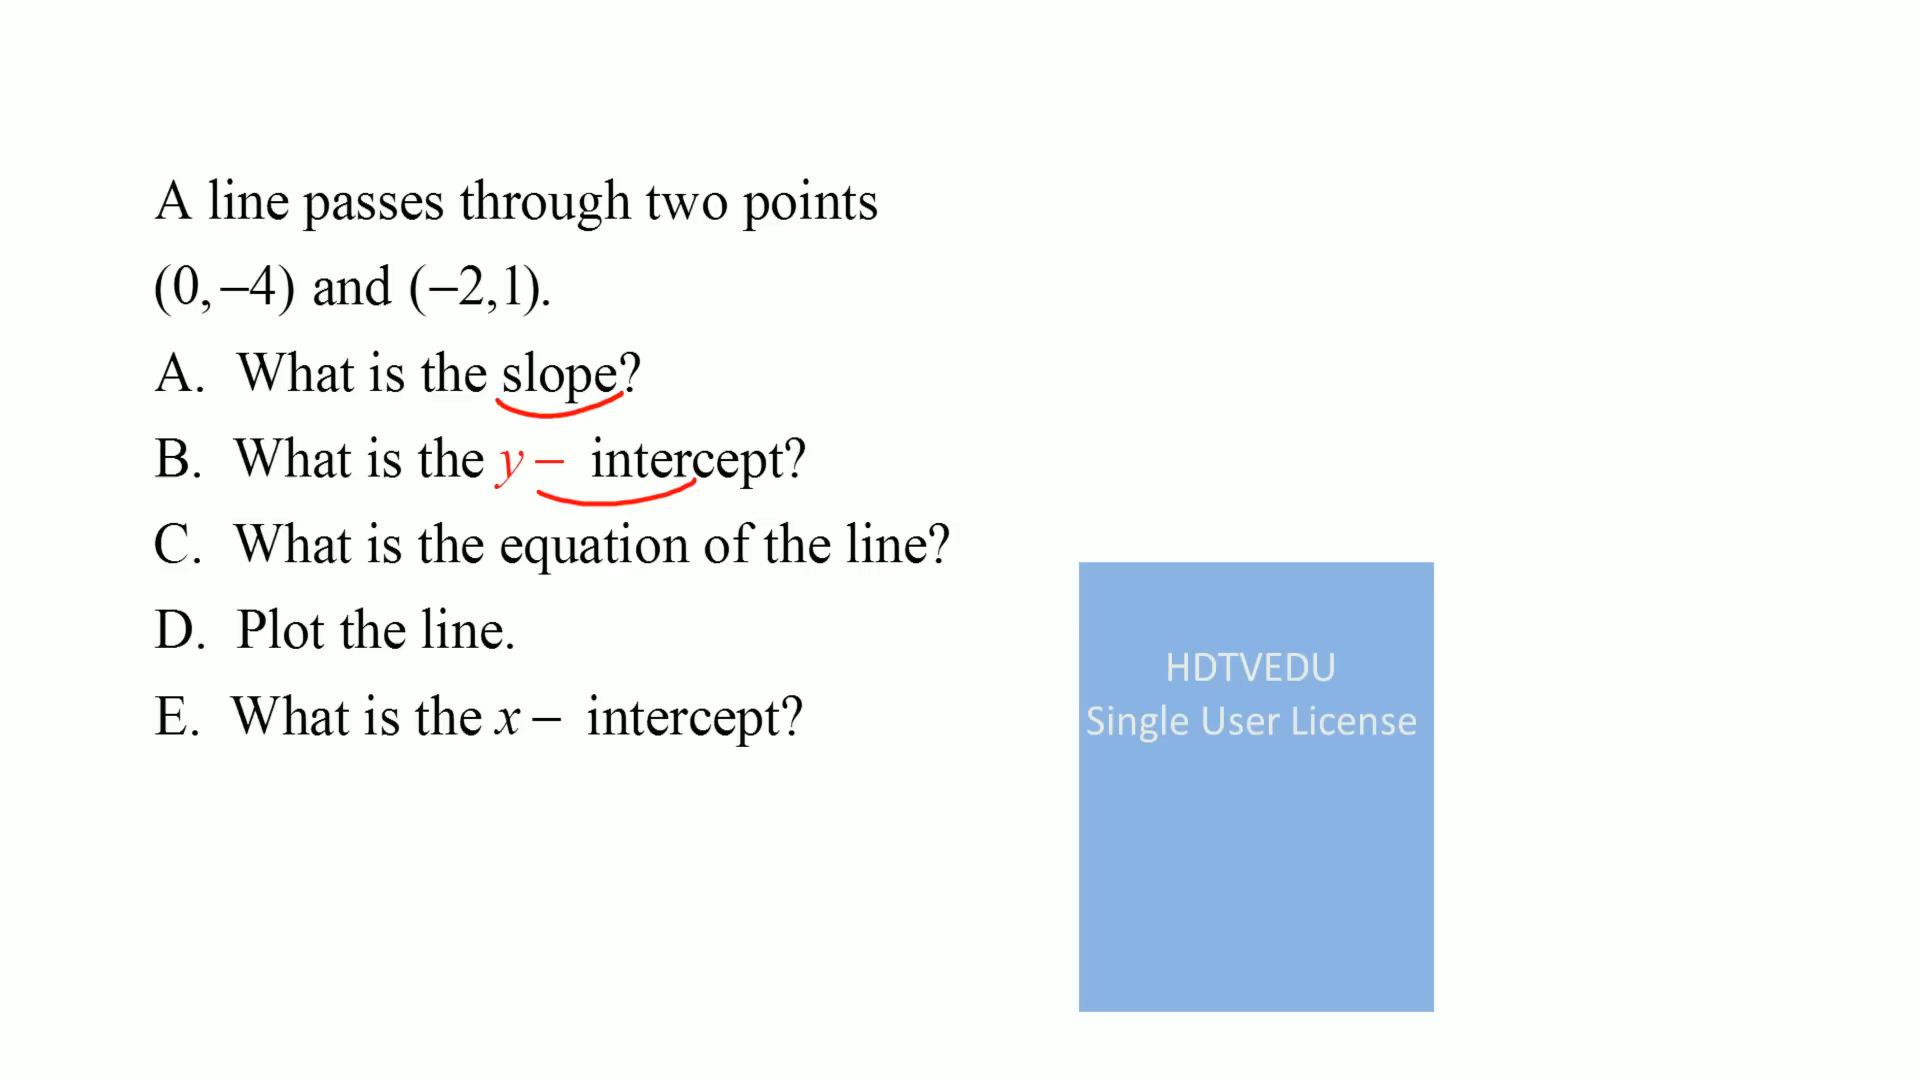 A line passes through two points
(0, −4) and (−2,1).
A. What is the slope?
B. What is the y − intercept?
C. What is the equation of the line?
D. Plot the line.
E. What is the x − intercept?
HDTVEDU
Single User License